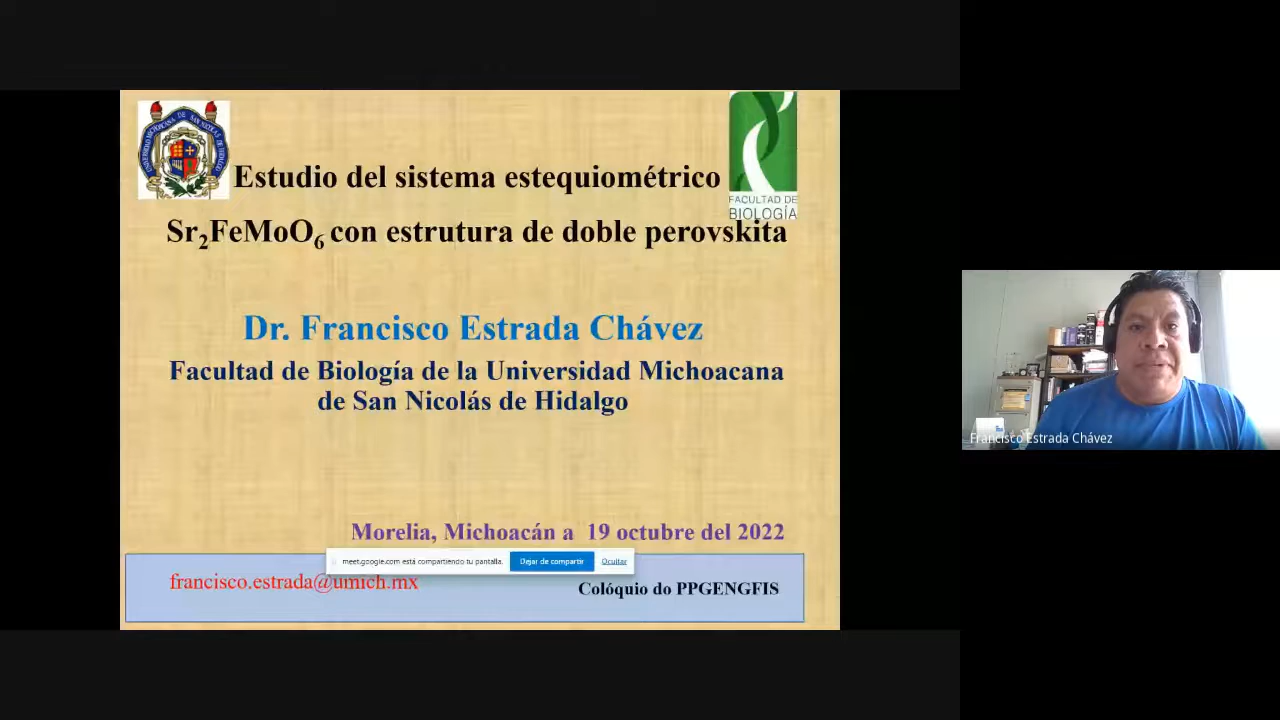 Estudio del sistema estequiométrico
Sr₂FeMoO₆ con estrutura de doble perovskita
FACULTAD DE
BIOLOGÍA
Dr. Francisco Estrada Chávez
Facultad de Biología de la Universidad Michoacana
de San Nicolás de Hidalgo
Morelia, Michoacán a 19 octubre del 2022
meet.google.com está compartiendo tu pantalla.
Dejar de compartir
Ocultar
francisco.estrada@umich.mx
Colóquio do PPGENGFIS
Francisco Estrada Chávez